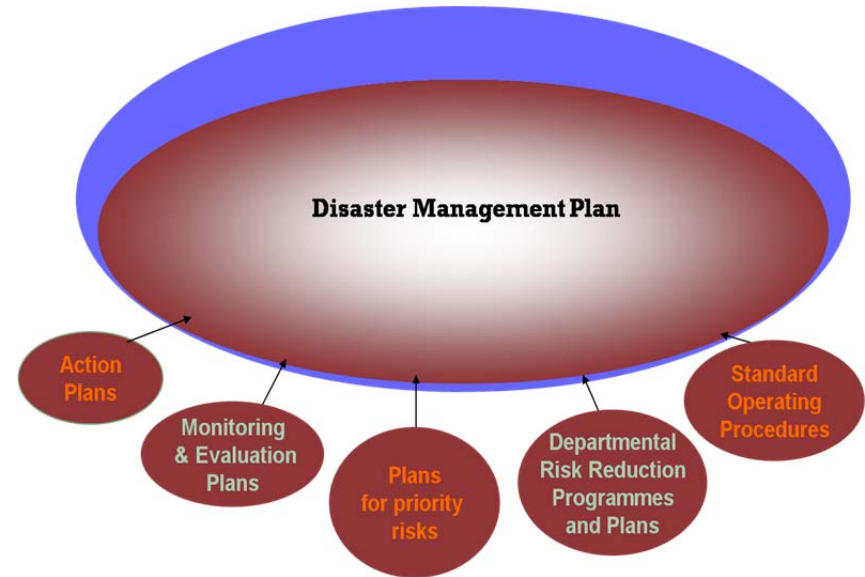 Disaster Management Plan
Action
Plans
Monitoring
& Evaluation
Plans
Plans
for priority
risks
Departmental
Risk Reduction
Programmes
and Plans
Standard
Operating
Procedures